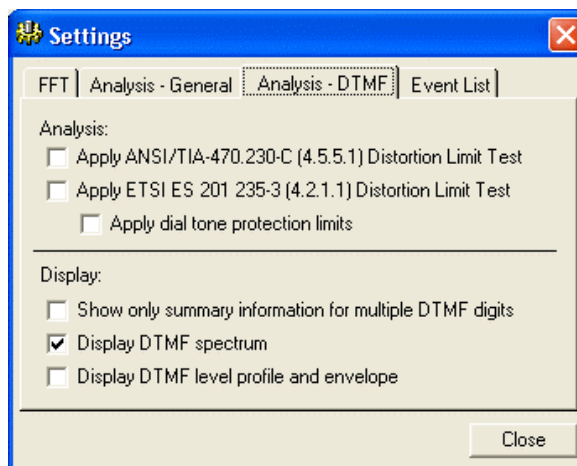 Settings
FFT Analysis - General Analysis - DTMF Event List
Analysis:
Apply ANSI/TIA-470.230-C (4.5.5.1) Distortion Limit Test
Apply ETSI ES 201 235-3 (4.2.1.1) Distortion Limit Test
Apply dial tone protection limits
Display:
Show only summary information for multiple DTMF digits
Display DTMF spectrum
Display DTMF level profile and envelope
Close